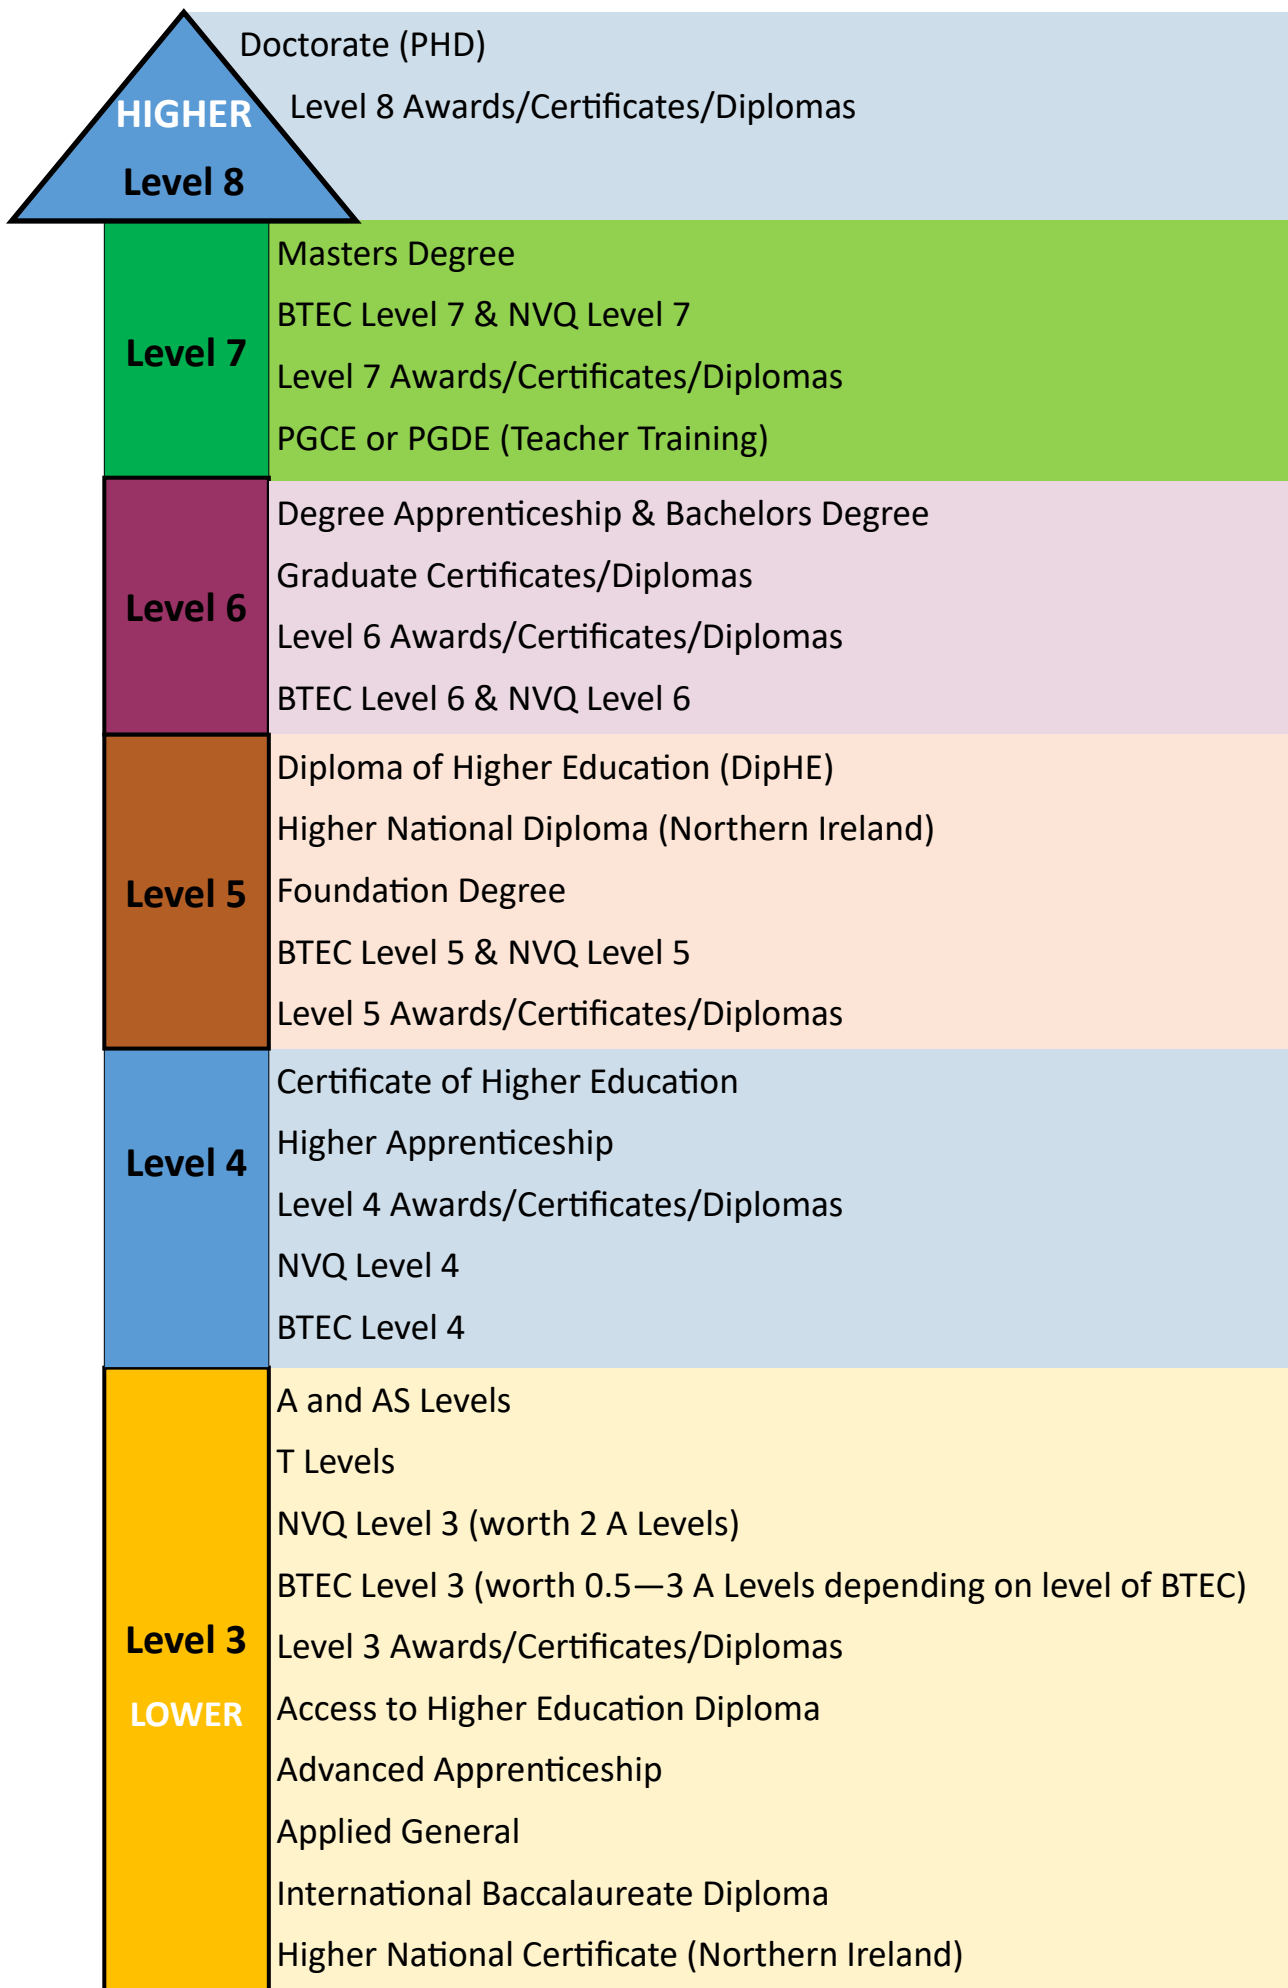 Doctorate (PHD)
HIGHER
Level 8 Awards/Certificates/Diplomas
Level 8
Masters Degree
BTEC Level 7 & NVQ Level 7
Level 7
Level 7 Awards/Certificates/Diplomas
PGCE or PGDE (Teacher Training)
Degree Apprenticeship & Bachelors Degree
Graduate Certificates/Diplomas
Level 6
Level 6 Awards/Certificates/Diplomas
BTEC Level 6 & NVQ Level 6
Diploma of Higher Education (DipHE)
Higher National Diploma (Northern Ireland)
Level 5
Foundation Degree
BTEC Level 5 & NVQ Level 5
Level 5 Awards/Certificates/Diplomas
Certificate of Higher Education
Higher Apprenticeship
Level 4
Level 4 Awards/Certificates/Diplomas
NVQ Level 4
BTEC Level 4
A and AS Levels
T Levels
NVQ Level 3 (worth 2 A Levels)
BTEC Level 3 (worth 0.5—3 A Levels depending on level of BTEC)
Level 3
Level 3 Awards/Certificates/Diplomas
LOWER
Access to Higher Education Diploma
Advanced Apprenticeship
Applied General
International Baccalaureate Diploma
Higher National Certificate (Northern Ireland)